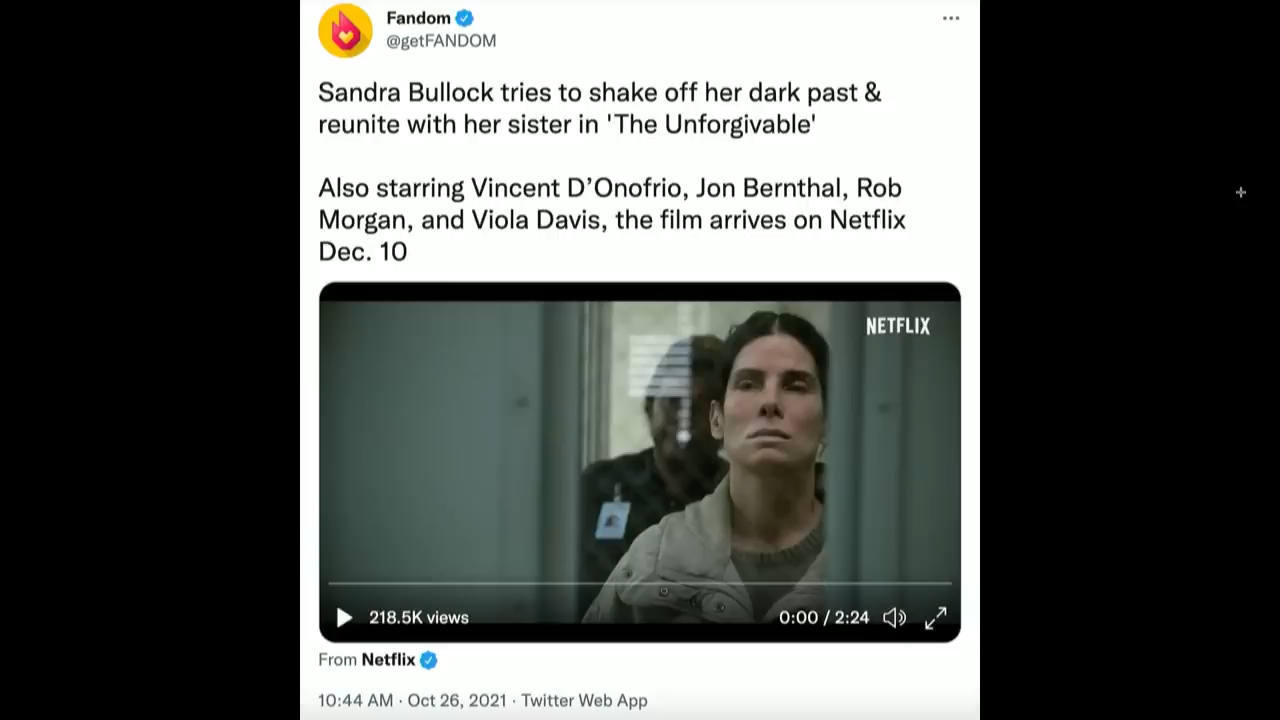 Fandom
@getFANDOM
Sandra Bullock tries to shake off her dark past &
reunite with her sister in 'The Unforgivable'
Also starring Vincent D’Onofrio, Jon Bernthal, Rob
Morgan, and Viola Davis, the film arrives on Netflix
Dec. 10
NETFLIX
218.5K views
0:00 / 2:24
From Netflix
10:44 AM · Oct 26, 2021 · Twitter Web App